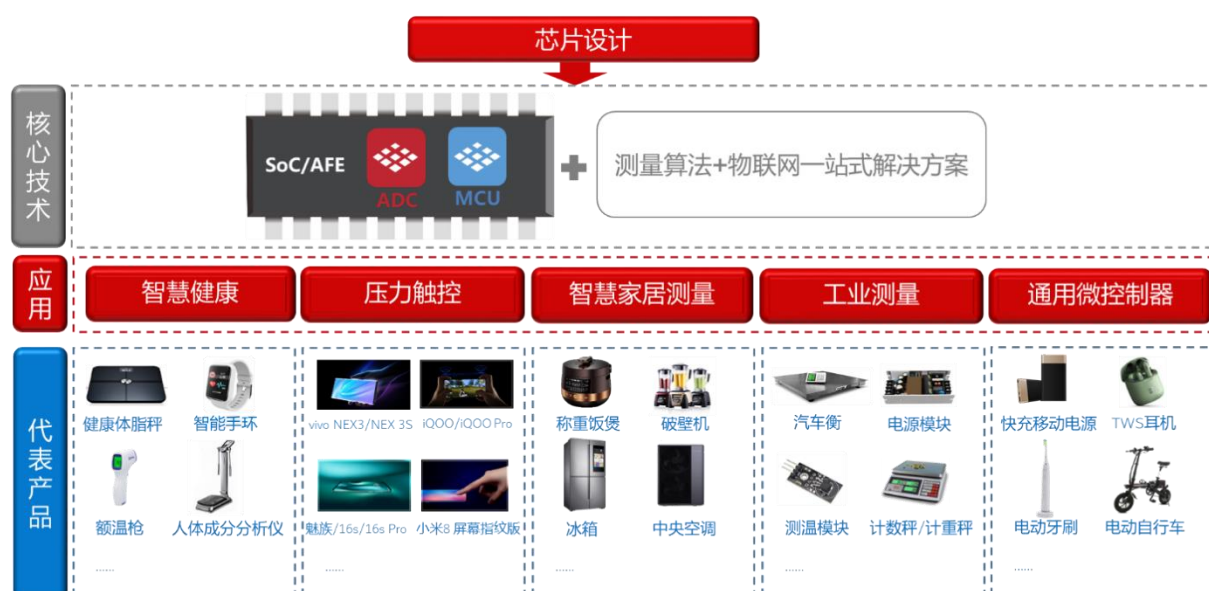 芯片设计
核心技术
SoC/AFE
ADC
MCU
测量算法+物联网一站式解决方案
应用
智慧健康
压力触控
智慧家居测量
工业测量
通用微控制器
代表产品
健康体脂秤
智能手环
额温枪
人体成分分析仪
......
vivo NEX3/NEX 3S
iQOO/iQOO Pro
魅族/16s/16s Pro
小米8 屏幕指纹版
......
称重饭煲
破壁机
冰箱
中央空调
......
汽车衡
电源模块
测温模块
计数秤/计重秤
......
快充移动电源
TWS耳机
电动牙刷
电动自行车
......